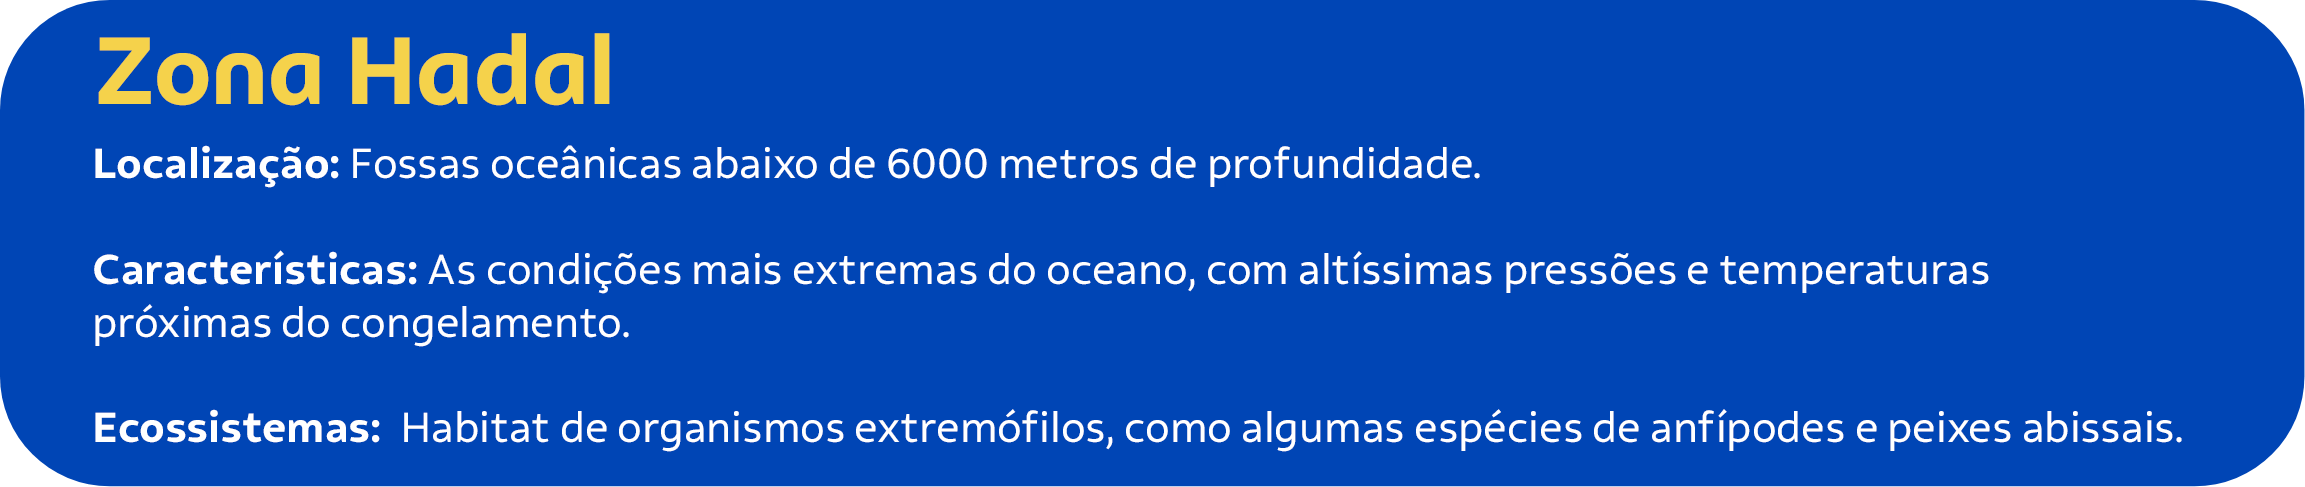 Zona Hadal
Localização: Fossas oceânicas abaixo de 6000 metros de profundidade.
Características: As condições mais extremas do oceano, com altíssimas pressões e temperaturas
próximas do congelamento.
Ecossistemas: Habitat de organismos extremófilos, como algumas espécies de anfípodes e peixes abissais.